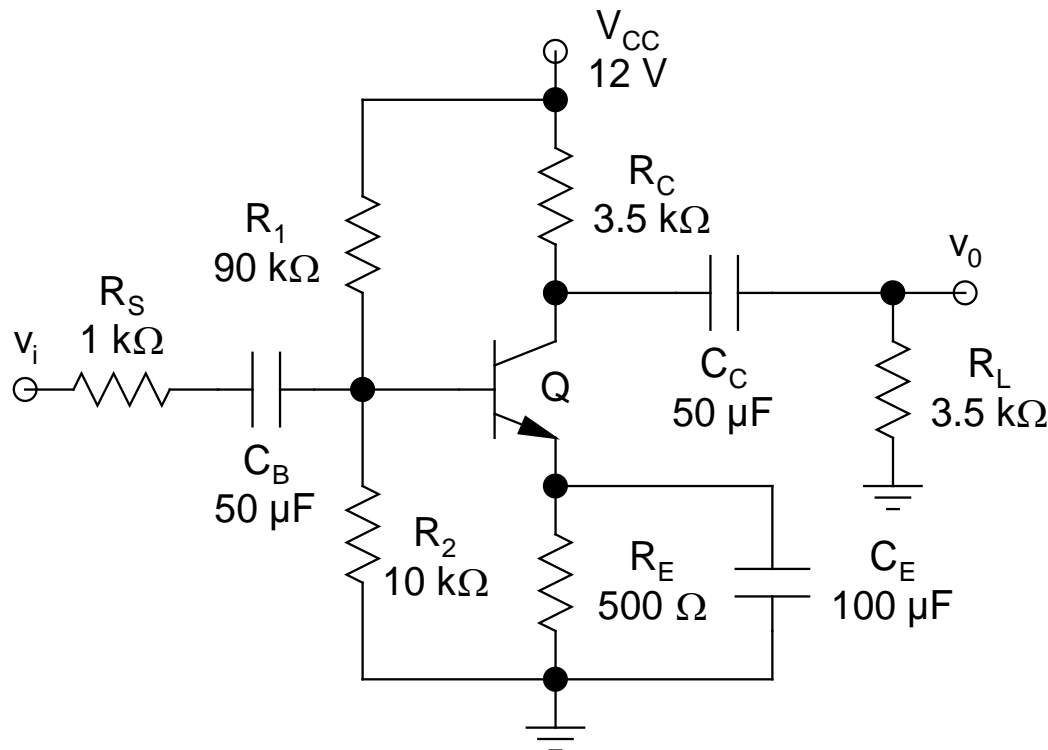 V_CC
12 V
R_C
3.5 kΩ
R_1
90 kΩ
v_0
R_S
1 kΩ
v_i
Q
C_C
50 µF
R_L
3.5 kΩ
C_B
50 µF
R_2
10 kΩ
R_E
500 Ω
C_E
100 µF